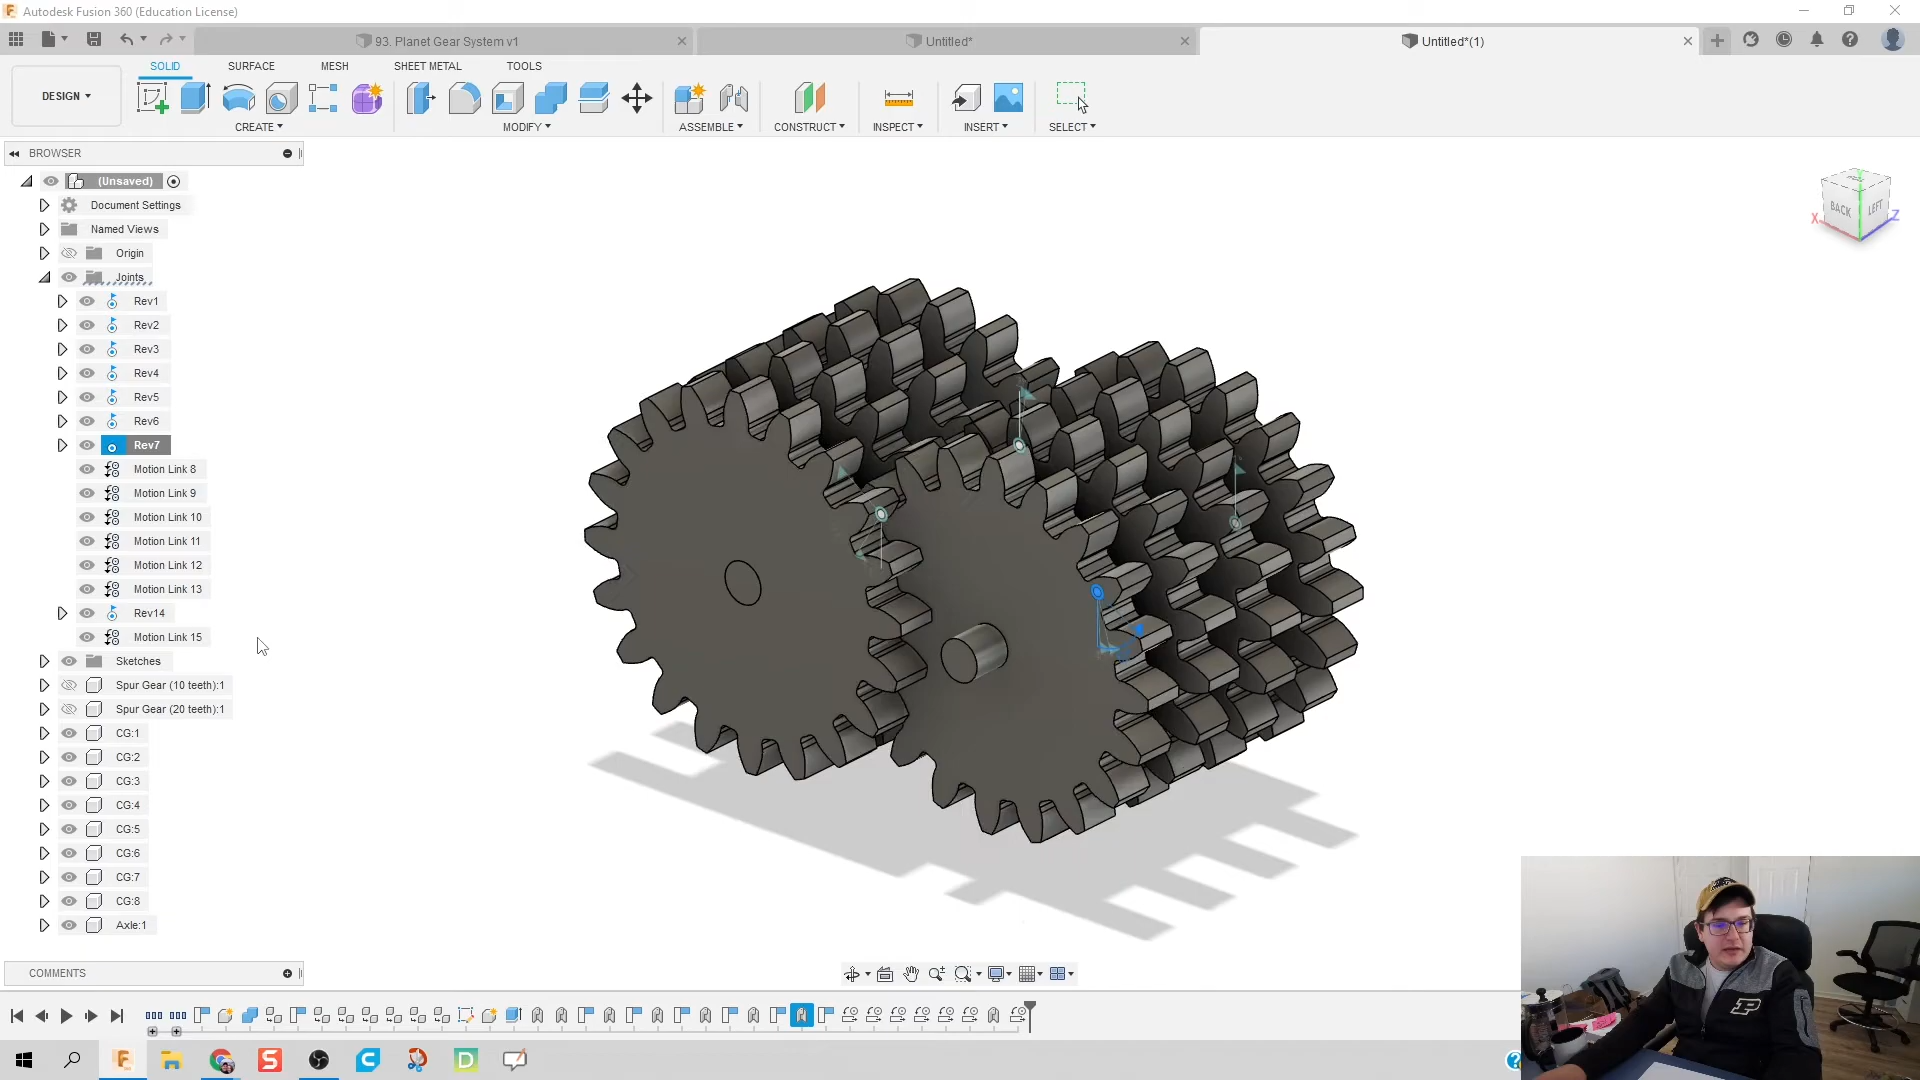 Autodesk Fusion 360 (Education License)
93. Planet Gear System v1
Untitled*
Untitled*(1)
SOLID SURFACE MESH SHEET METAL TOOLS
DESIGN
CREATE MODIFY ASSEMBLE CONSTRUCT INSPECT INSERT SELECT
BROWSER
(Unsaved)
Document Settings
Named Views
Origin
Joints
Rev1
Rev2
Rev3
Rev4
Rev5
Rev6
Rev7
Motion Link 8
Motion Link 9
Motion Link 10
Motion Link 11
Motion Link 12
Motion Link 13
Rev14
Motion Link 15
Sketches
Spur Gear (10 teeth):1
Spur Gear (20 teeth):1
CG:1
CG:2
CG:3
CG:4
CG:5
CG:6
CG:7
CG:8
Axle:1
COMMENTS
BACK LEFT
X Z